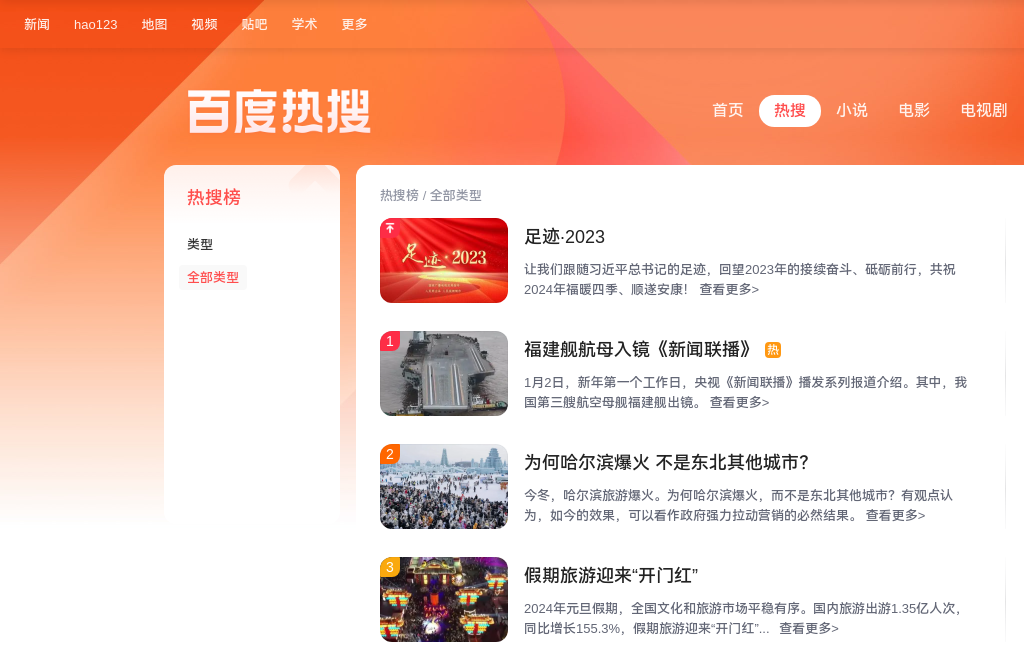 新闻 hao123 地图 视频 贴吧 学术 更多
百度热搜
首页 热搜 小说 电影 电视剧
热搜榜
类型
全部类型
热搜榜 / 全部类型
足迹·2023
足迹·2023
让我们跟随习近平总书记的足迹，回望2023年的接续奋斗、砥砺前行，共祝
2024年福暖四季、顺遂安康！ 查看更多>
1
福建舰航母入镜《新闻联播》 热
1月2日，新年第一个工作日，央视《新闻联播》播发系列报道介绍。其中，我
国第三艘航空母舰福建舰出镜。 查看更多>
2
为何哈尔滨爆火 不是东北其他城市？
今冬，哈尔滨旅游爆火。为何哈尔滨爆火，而不是东北其他城市？有观点认
为，如今的效果，可以看作政府强力拉动营销的必然结果。 查看更多>
3
假期旅游迎来“开门红”
2024年元旦假期，全国文化和旅游市场平稳有序。国内旅游出游1.35亿人次，
同比增长155.3%，假期旅游迎来“开门红”... 查看更多>